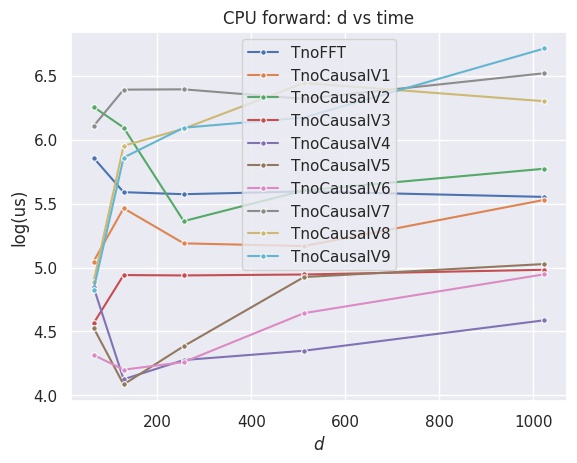 CPU forward: d vs time
TnoFFT
TnoCausalV1
TnoCausalV2
TnoCausalV3
TnoCausalV4
TnoCausalV5
TnoCausalV6
TnoCausalV7
TnoCausalV8
TnoCausalV9
log(us)
6.5
6.0
5.5
5.0
4.5
4.0
200
400
600
800
1000
d